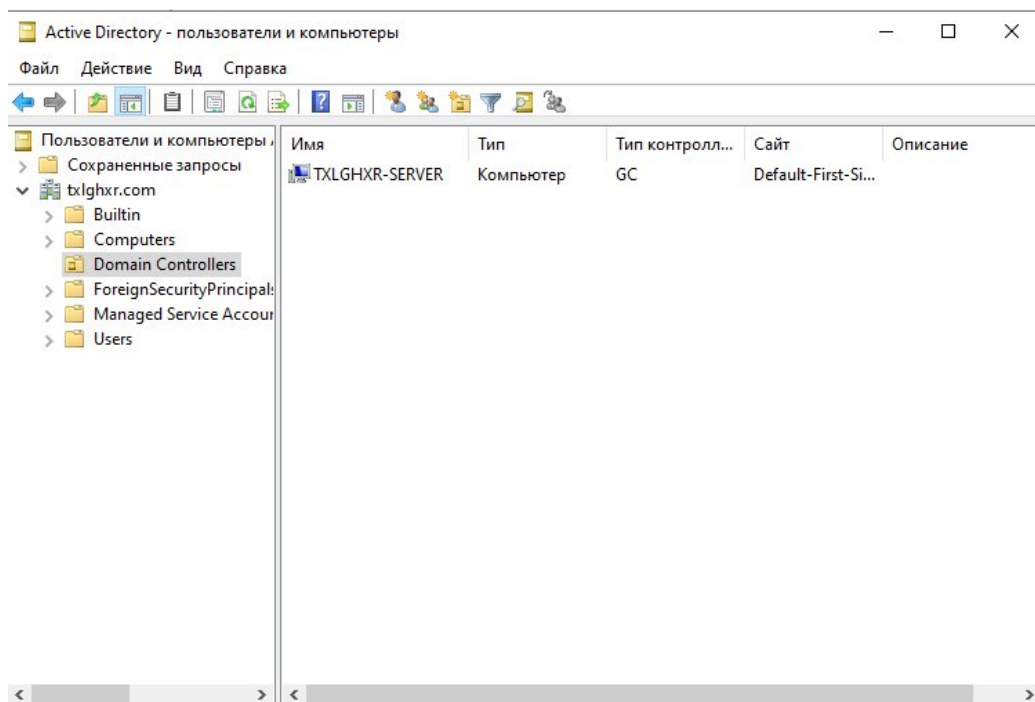 Active Directory - пользователи и компьютеры
Файл Действие Вид Справка
Пользователи и компьютеры
Сохраненные запросы
txlghxr.com
Builtin
Computers
Domain Controllers
ForeignSecurityPrincipals
Managed Service Accour
Users
Имя Тип Тип контролл... Сайт Описание
TXLGHXR-SERVER Компьютер GC Default-First-Si...